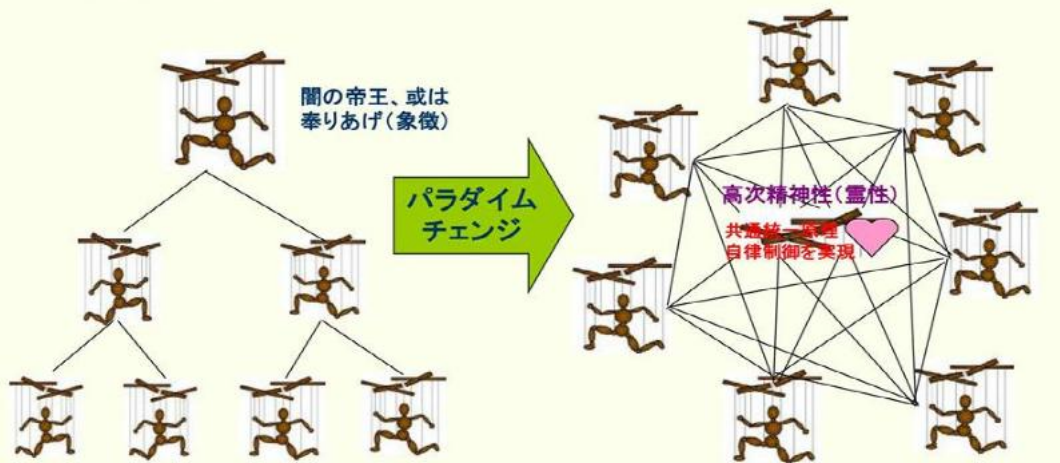 闇の帝王、或は
奉りあげ（象徴）
パラダイム
チェンジ
高次精神性（霊性）
共通統一原理
自律制御を実現